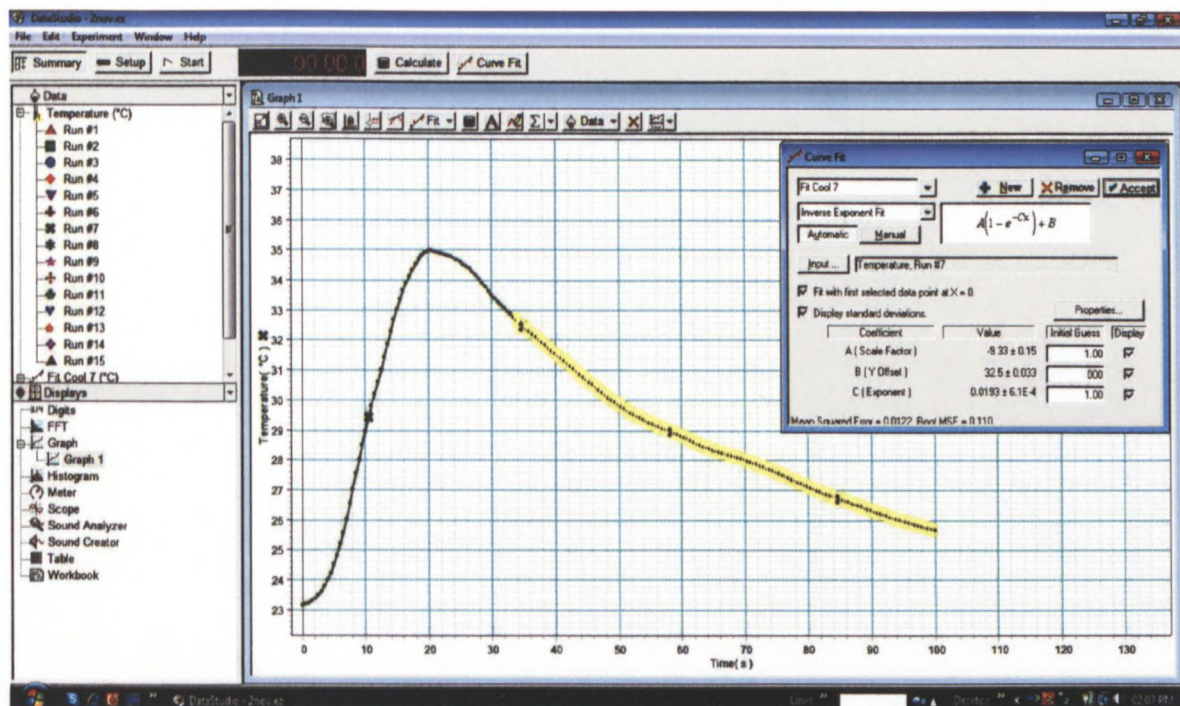 DataStudio - 2nov.ez
File Edit Experiment Window Help
Summary Setup Start Calculate Curve Fit
Data
Temperature (°C)
Run #1
Run #2
Run #3
Run #4
Run #5
Run #6
Run #7
Run #8
Run #9
Run #10
Run #11
Run #12
Run #13
Run #14
Run #15
Fit Cool 7 (°C)
Displays
Digits
FFT
Graph
Graph 1
Histogram
Meter
Scope
Sound Analyzer
Sound Creator
Table
Workbook
Graph 1
Fit A Σ Data
38
37
36
35
34
33
32
31
30
29
28
27
26
25
24
23
Temperature( °C )
0 10 20 30 40 50 60 70 80 90 100 110 120 130
Time( s )
Curve Fit
Fit Cool 7 New Remove Accept
Inverse Exponent Fit
A(1-e^-Cx)+B
Automatic Manual
Input ... Temperature, Run #7
Fit with first selected data point at X = 0.
Display standard deviations. Properties...
Coefficient Value Initial Guess Display
A ( Scale Factor ) -9.33 ± 0.15 1.00
B ( Y Offset ) 32.5 ± 0.033 000
C ( Exponent ) 0.0193 ± 6.1E-4 1.00
Mean Squared Error = 0.0122 Root MSE = 0.110
DataStudio - 2nov.ez
02:07 PM